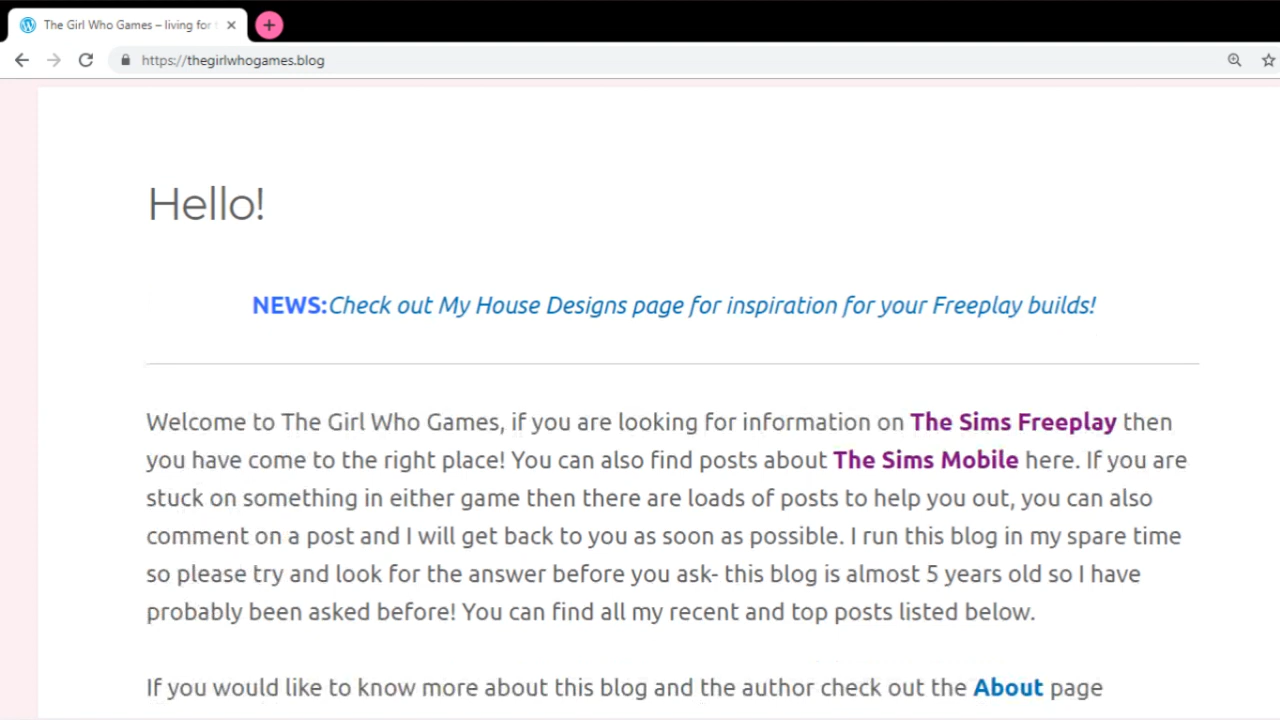 The Girl Who Games – living for
https://thegirlwhogames.blog
Hello!
NEWS:Check out My House Designs page for inspiration for your Freeplay builds!
Welcome to The Girl Who Games, if you are looking for information on The Sims Freeplay then
you have come to the right place! You can also find posts about The Sims Mobile here. If you are
stuck on something in either game then there are loads of posts to help you out, you can also
comment on a post and I will get back to you as soon as possible. I run this blog in my spare time
so please try and look for the answer before you ask- this blog is almost 5 years old so I have
probably been asked before! You can find all my recent and top posts listed below.
If you would like to know more about this blog and the author check out the About page